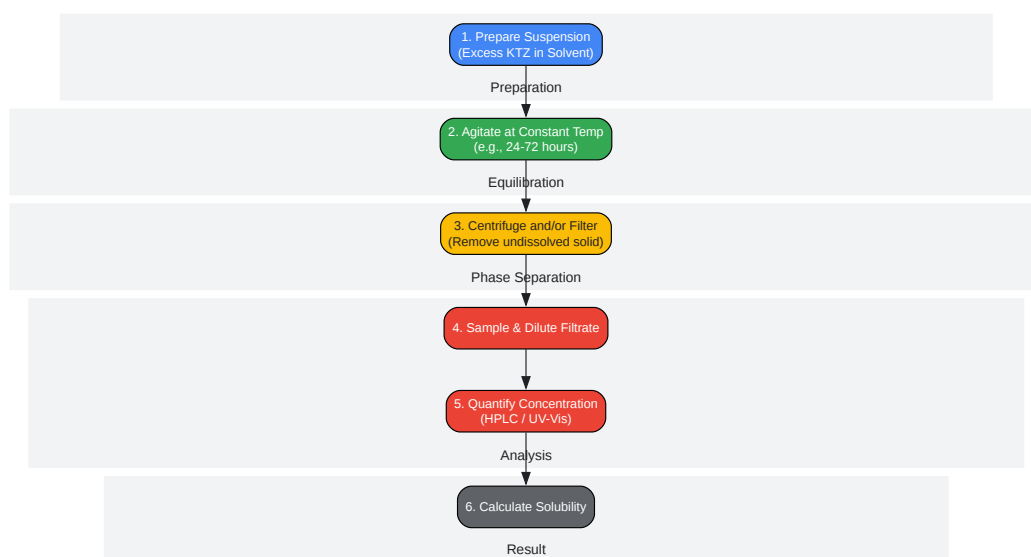 1. Prepare Suspension
(Excess KTZ in Solvent)
Preparation
2. Agitate at Constant Temp
(e.g., 24-72 hours)
Equilibration
3. Centrifuge and/or Filter
(Remove undissolved solid)
Phase Separation
4. Sample & Dilute Filtrate
5. Quantify Concentration
(HPLC / UV-Vis)
Analysis
6. Calculate Solubility
Result